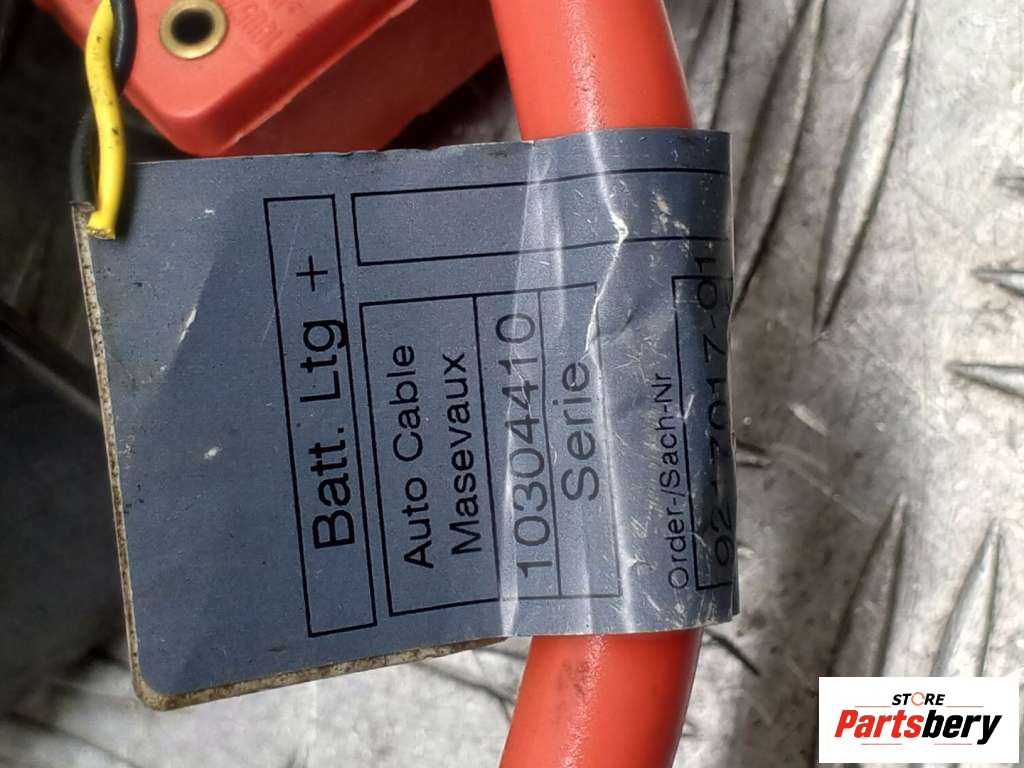 Batt. Ltg +
Auto Cable
Masevaux
10304410
Serie
Order-/Sach-Nr
STORE
Partsbery